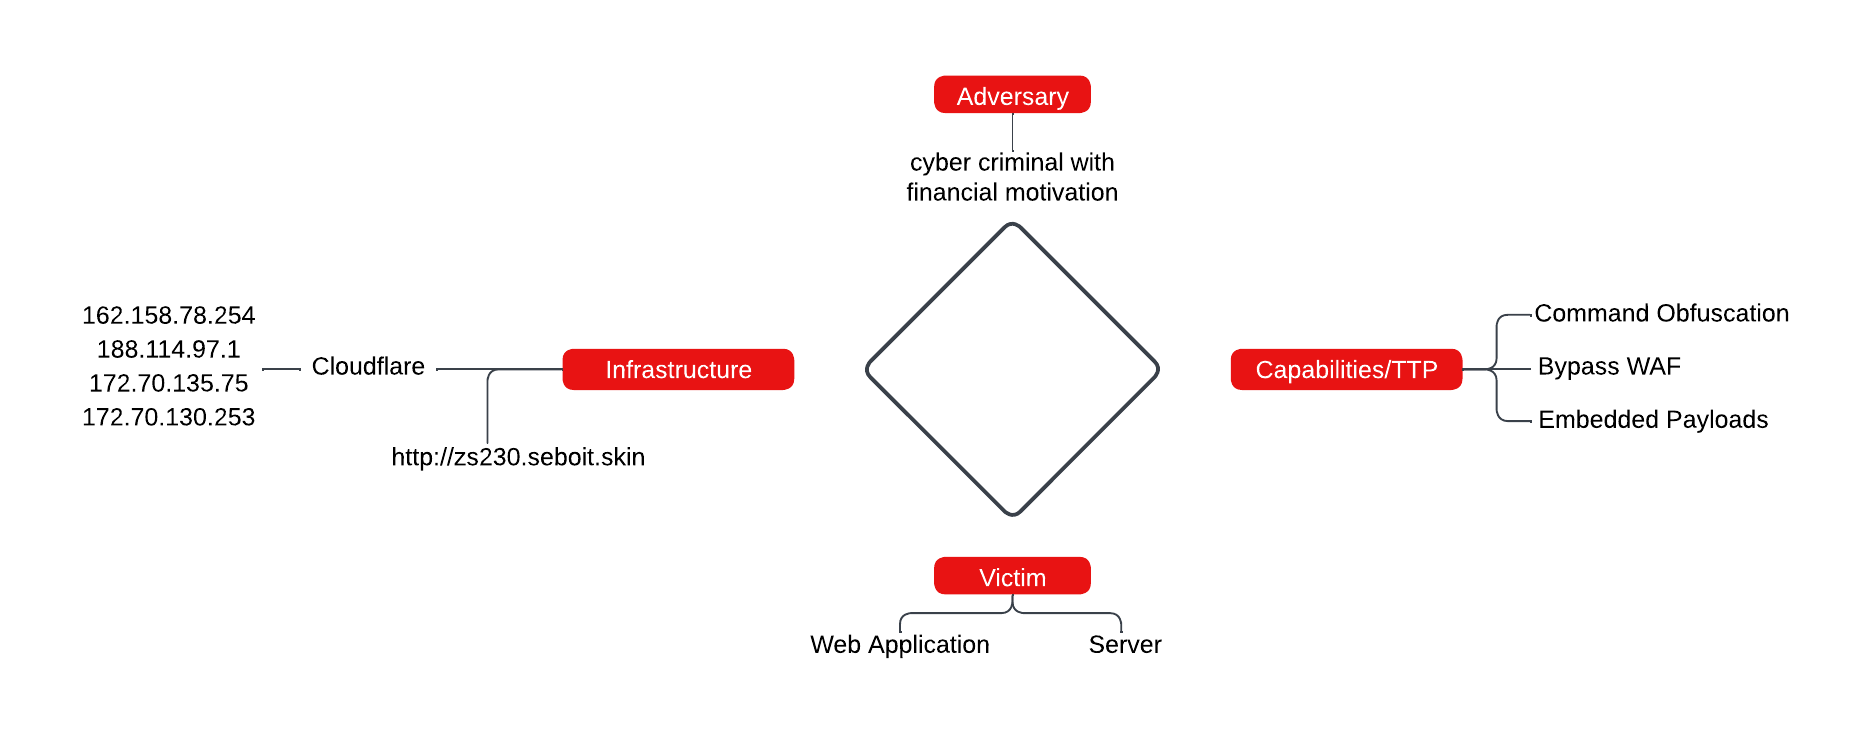 Adversary
cyber criminal with
financial motivation
162.158.78.254
188.114.97.1
172.70.135.75
172.70.130.253
Cloudflare
http://zs230.seboit.skin
Infrastructure
Capabilities/TTP
Command Obfuscation
Bypass WAF
Embedded Payloads
Victim
Web Application
Server